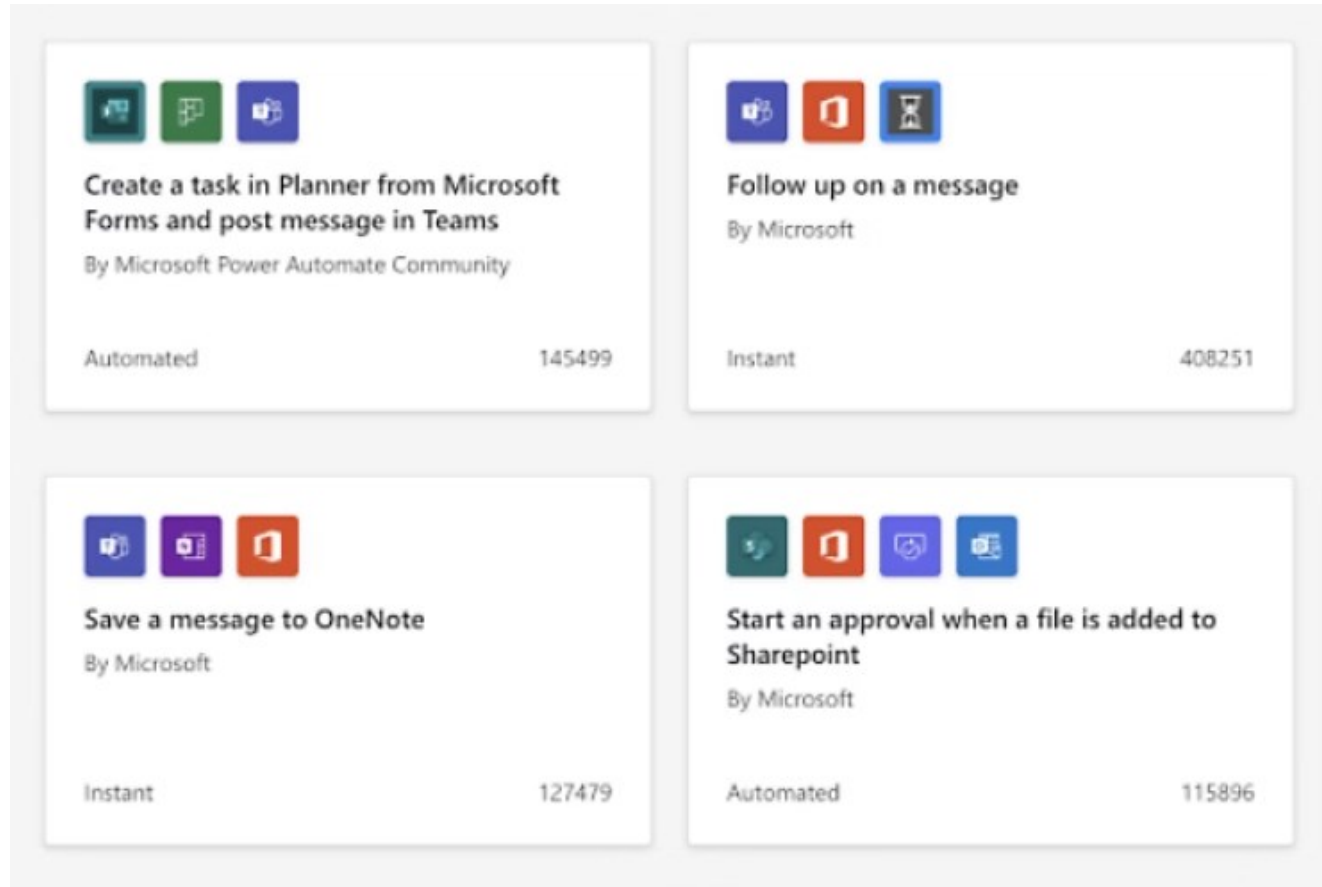 Create a task in Planner from Microsoft
Forms and post message in Teams
By Microsoft Power Automate Community
Automated 145499
Follow up on a message
By Microsoft
Instant 408251
Save a message to OneNote
By Microsoft
Instant 127479
Start an approval when a file is added to
Sharepoint
By Microsoft
Automated 115896